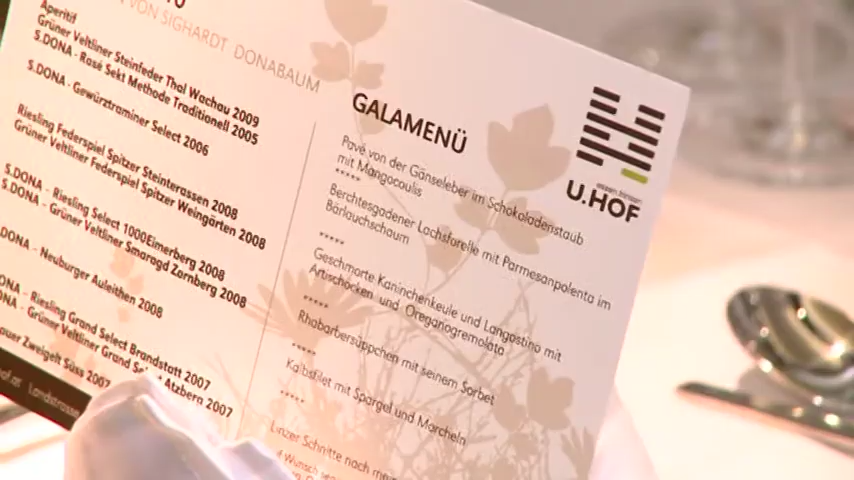 VON SIGHARDT DONABAUM
Aperitif
Grüner Veltliner Steinfeder Thal Wachau 2009
S.DONA - Rosé Sekt Methode Traditionell 2005
S.DONA - Gewürztraminer Select 2006
Riesling Federspiel Spitzer Steinterassen 2008
Grüner Veltliner Federspiel Spitzer Weingärten 2008
S.DONA - Riesling Select 1000Eimerberg 2008
S.DONA - Grüner Veltliner Smaragd Zornberg 2008
DONA - Neuburger Auleithen 2008
DONA - Riesling Grand Select Brandstatt 2007
- Grüner Veltliner Grand Select Atzberg 2007
Zweigelt Süss 2007
Landstrasse
GALAMENÜ
Pavé von der Gänseleber im Schokoladenstaub
mit Mangocoulis
*****
Berchtesgadener Lachsforelle mit Parmesanpolenta im
Bärlauchschaum
*****
Geschmorte Kaninchenkeule und Langostino mit
Artischocken und Oreganogremolata
*****
Rhabarbersüppchen mit seinem Sorbet
*****
Kalbsfilet mit Spargel und Morcheln
*****
Linzer Schnitte nach
Wunsch
U.HOF